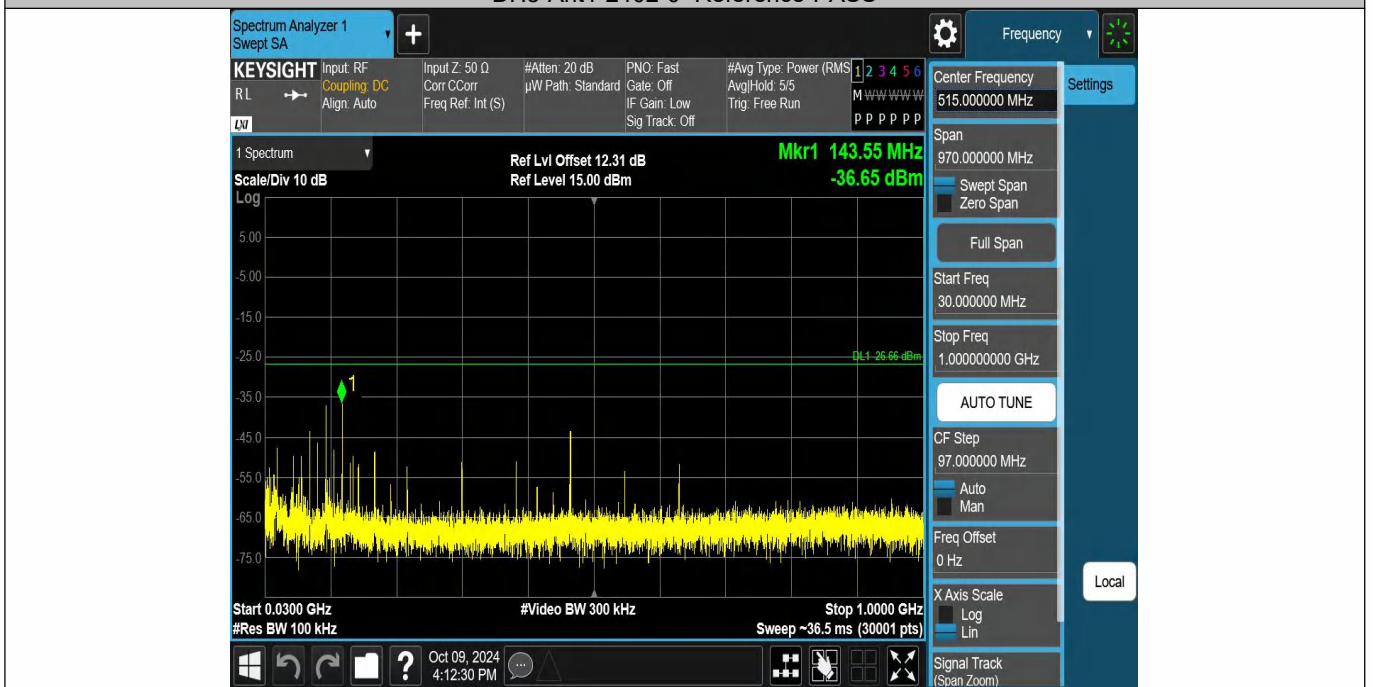 Spectrum Analyzer 1
Swept SA
Frequency
KEYSIGHT
RL
LXI
Input: RF
Coupling: DC
Align: Auto
Input Z: 50 Ω
Corr CCorr
Freq Ref: Int (S)
#Atten: 20 dB
µW Path: Standard
PNO: Fast
Gate: Off
IF Gain: Low
Sig Track: Off
#Avg Type: Power (RMS
Avg|Hold: 5/5
Trig: Free Run
1 2 3 4 5 6
M W W W W W
P P P P P P
1 Spectrum
Scale/Div 10 dB
Log
Ref Lvl Offset 12.31 dB
Ref Level 15.00 dBm
Mkr1 143.55 MHz
-36.65 dBm
5.00
-5.00
-15.0
-25.0
DL1 -26.66 dBm
-35.0
1
-45.0
-55.0
-65.0
-75.0
Start 0.0300 GHz
#Video BW 300 kHz
Stop 1.0000 GHz
#Res BW 100 kHz
Sweep ~36.5 ms (30001 pts)
Center Frequency
515.000000 MHz
Settings
Span
970.000000 MHz
Swept Span
Zero Span
Full Span
Start Freq
30.000000 MHz
Stop Freq
1.000000000 GHz
AUTO TUNE
CF Step
97.000000 MHz
Auto
Man
Freq Offset
0 Hz
X Axis Scale
Log
Lin
Local
Signal Track
(Span Zoom)
?
Oct 09, 2024
4:12:30 PM